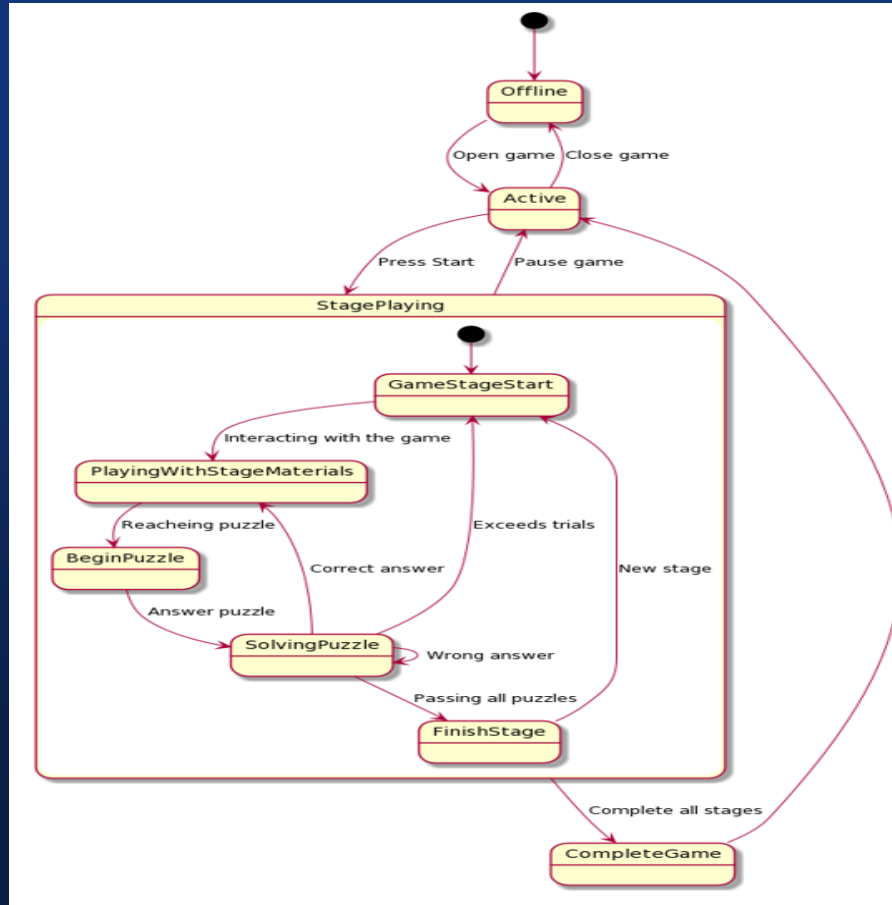 Offline
Open game
Close game
Active
Press Start
Pause game
StagePlaying
GameStageStart
Interacting with the game
PlayingWithStageMaterials
Reacheing puzzle
Exceeds trials
BeginPuzzle
Correct answer
New stage
Answer puzzle
SolvingPuzzle
Wrong answer
Passing all puzzles
FinishStage
Complete all stages
CompleteGame